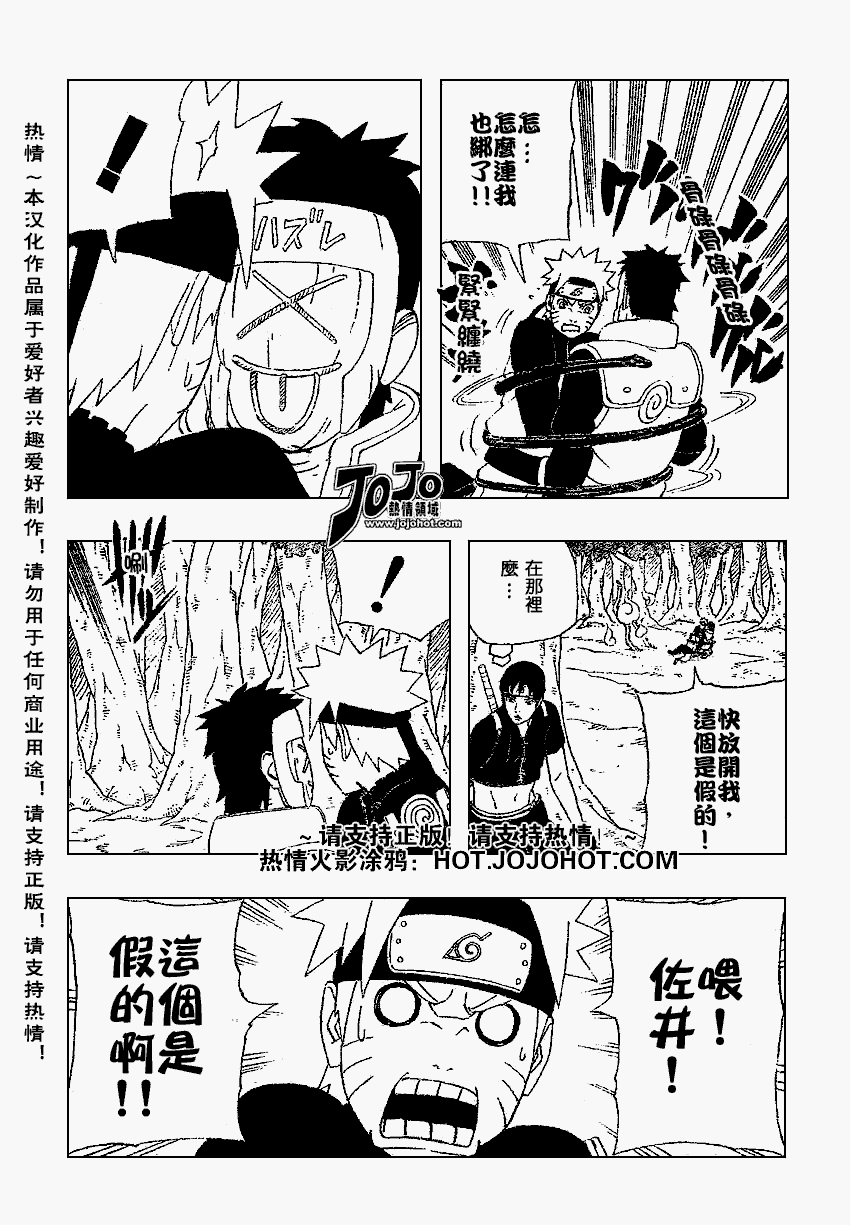 怎…
怎麼連我
也綁了!!
骨碌骨碌骨碌
緊緊纏繞
ググググ
!
ハズレ
JOJO
熱情領域
www.jojohot.com
在那裡
麼…
快放開我，
這個是假的！
!
唰
～请支持正版！请支持热情！～
热情火影涂鸦：HOT.JOJOHOT.COM
喂！
佐井！
這個是
假的啊!!
热情～本汉化作品属于爱好者兴趣爱好制作！请勿用于任何商业用途！请支持正版！请支持热情！